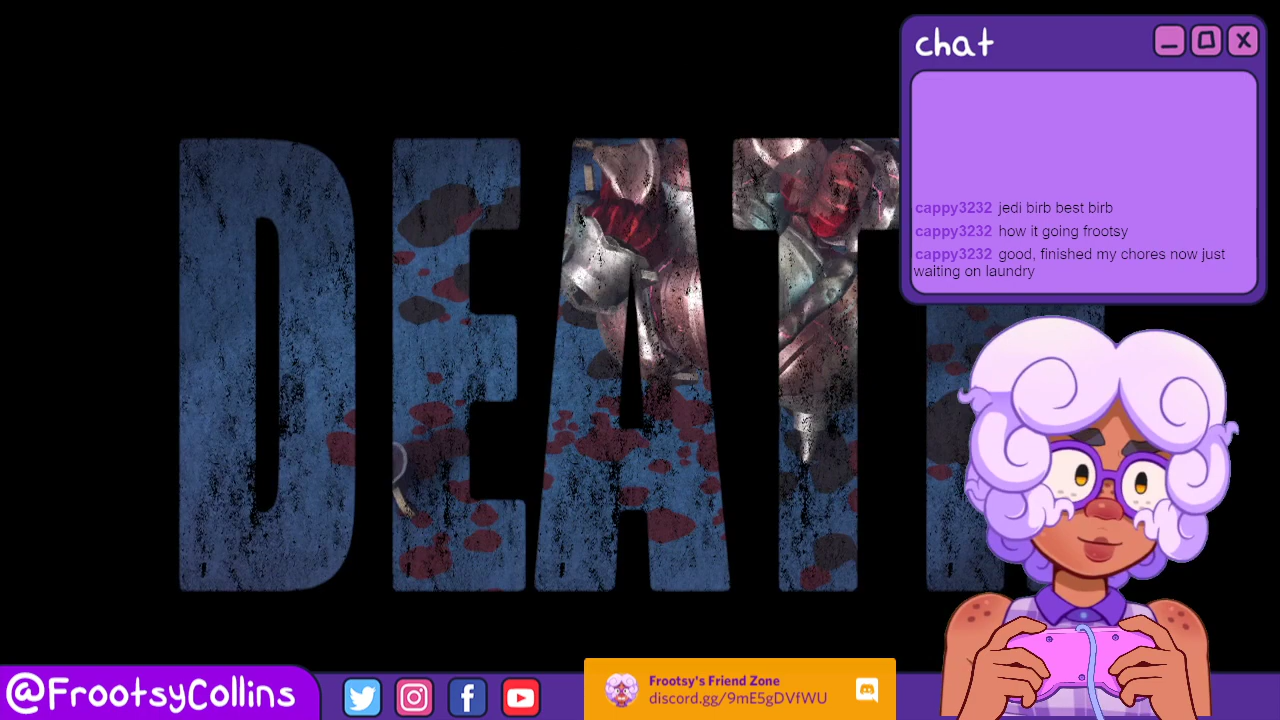 chat
DEAT
cappy3232 jedi birb best birb
cappy3232 how it going frootsy
cappy3232 good, finished my chores now just
waiting on laundry
@FrootsyCollins
Frootsy's Friend Zone
discord.gg/9mE5gDVfWU